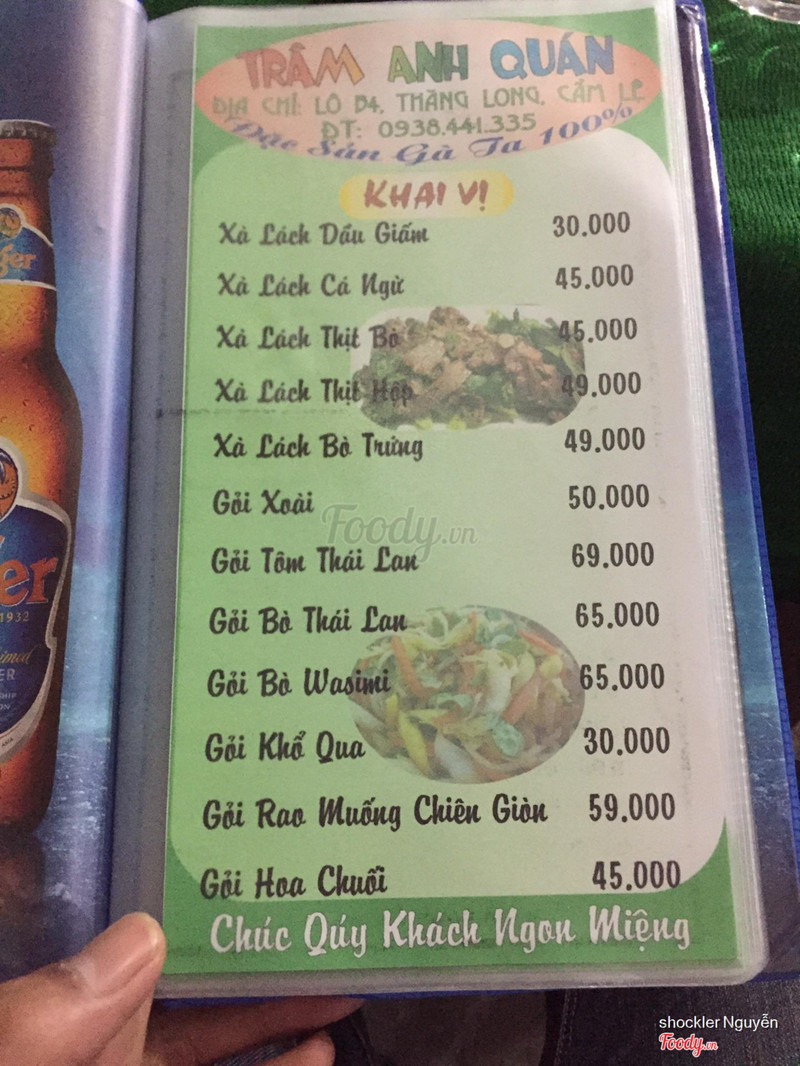 TRÂM ANH QUÁN
ĐỊA CHỈ: LÔ B4, THĂNG LONG, CẨM LỆ
ĐT: 0938.441.335
Đặc Sản Gà Ta 100%
KHAI VỊ
Xà Lách Dầu Giấm 30.000
Xà Lách Cá Ngừ 45.000
Xà Lách Thịt Bò 45.000
Xà Lách Thịt Hộp 49.000
Xà Lách Bò Trứng 49.000
Gỏi Xoài 50.000
Foody.vn
Gỏi Tôm Thái Lan 69.000
Gỏi Bò Thái Lan 65.000
Gỏi Bò Wasimi 65.000
Gỏi Khổ Qua 30.000
Gỏi Rao Muống Chiên Giòn 59.000
Gỏi Hoa Chuối 45.000
Chúc Qúy Khách Ngon Miệng
ger
er
1932
shockler Nguyễn
Foody.vn